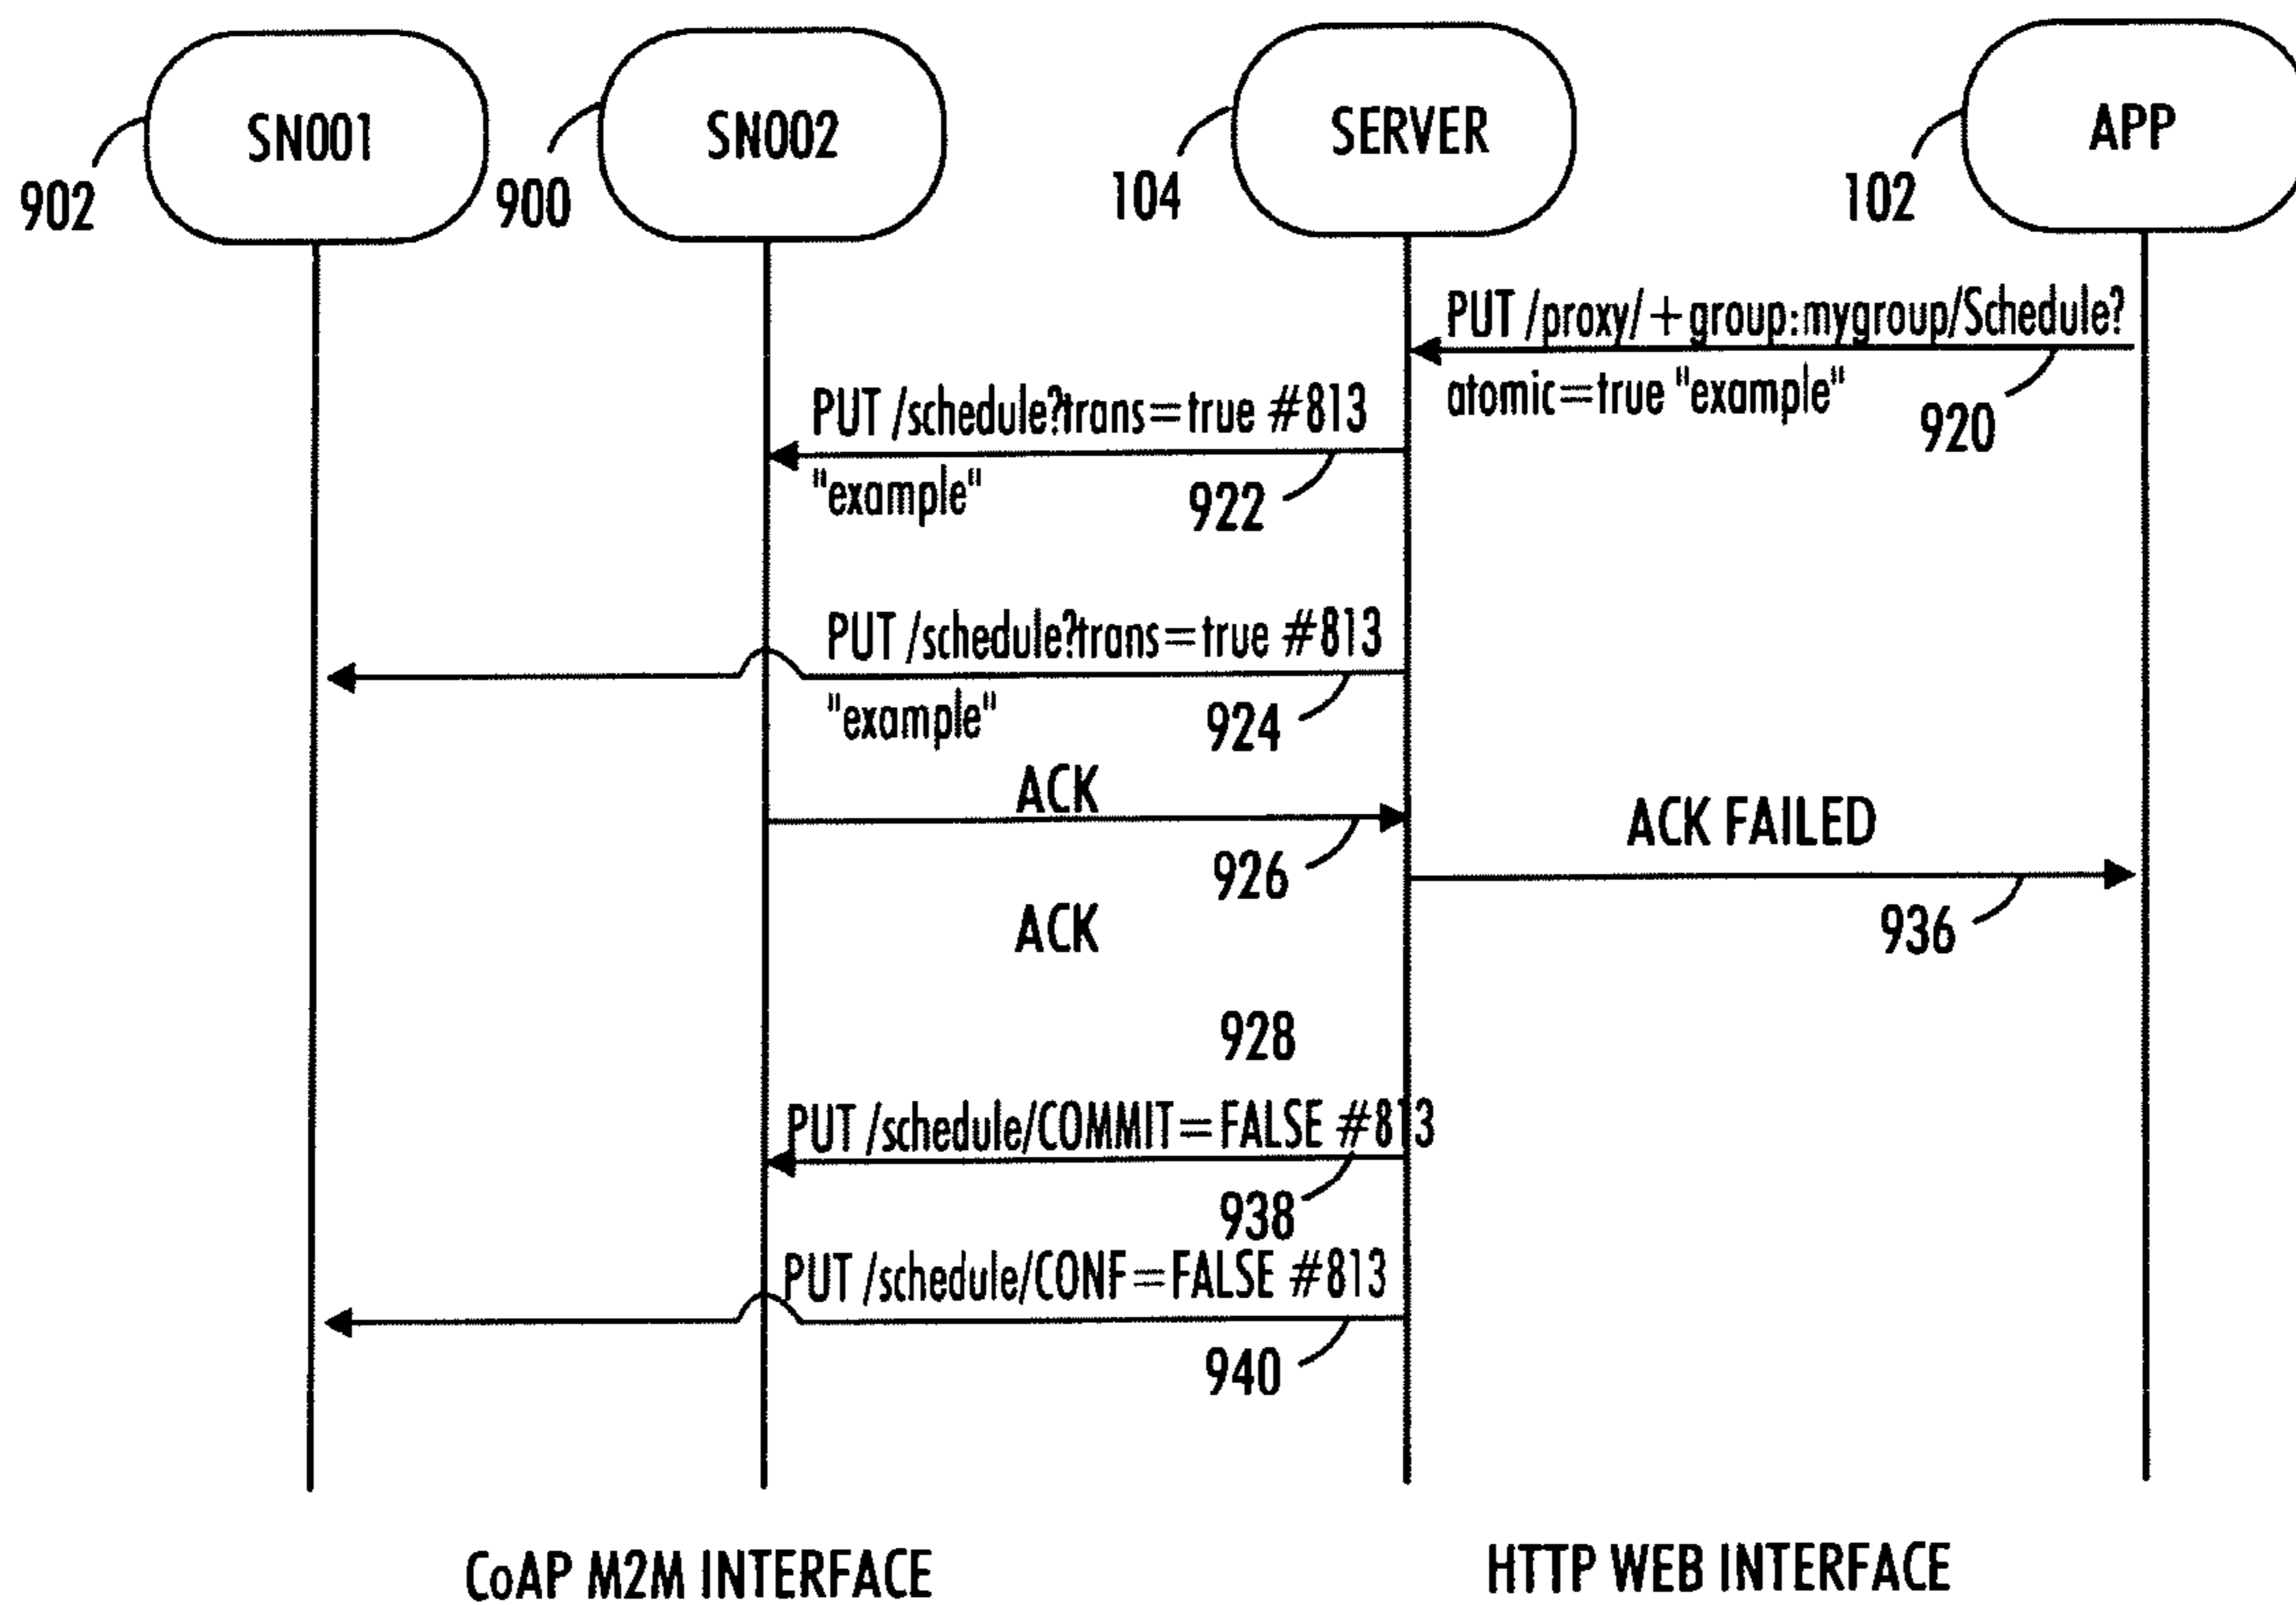 SN001
SN002
SERVER
APP
902
900
104
102
PUT /proxy/+group:mygroup/Schedule?
atomic=true "example"
920
PUT /schedule?trans=true #813
"example"
922
PUT /schedule?trans=true #813
"example"
924
ACK
926
ACK FAILED
936
ACK
928
PUT /schedule/COMMIT=FALSE #813
938
PUT /schedule/CONF=FALSE #813
940
CoAP M2M INTERFACE
HTTP WEB INTERFACE